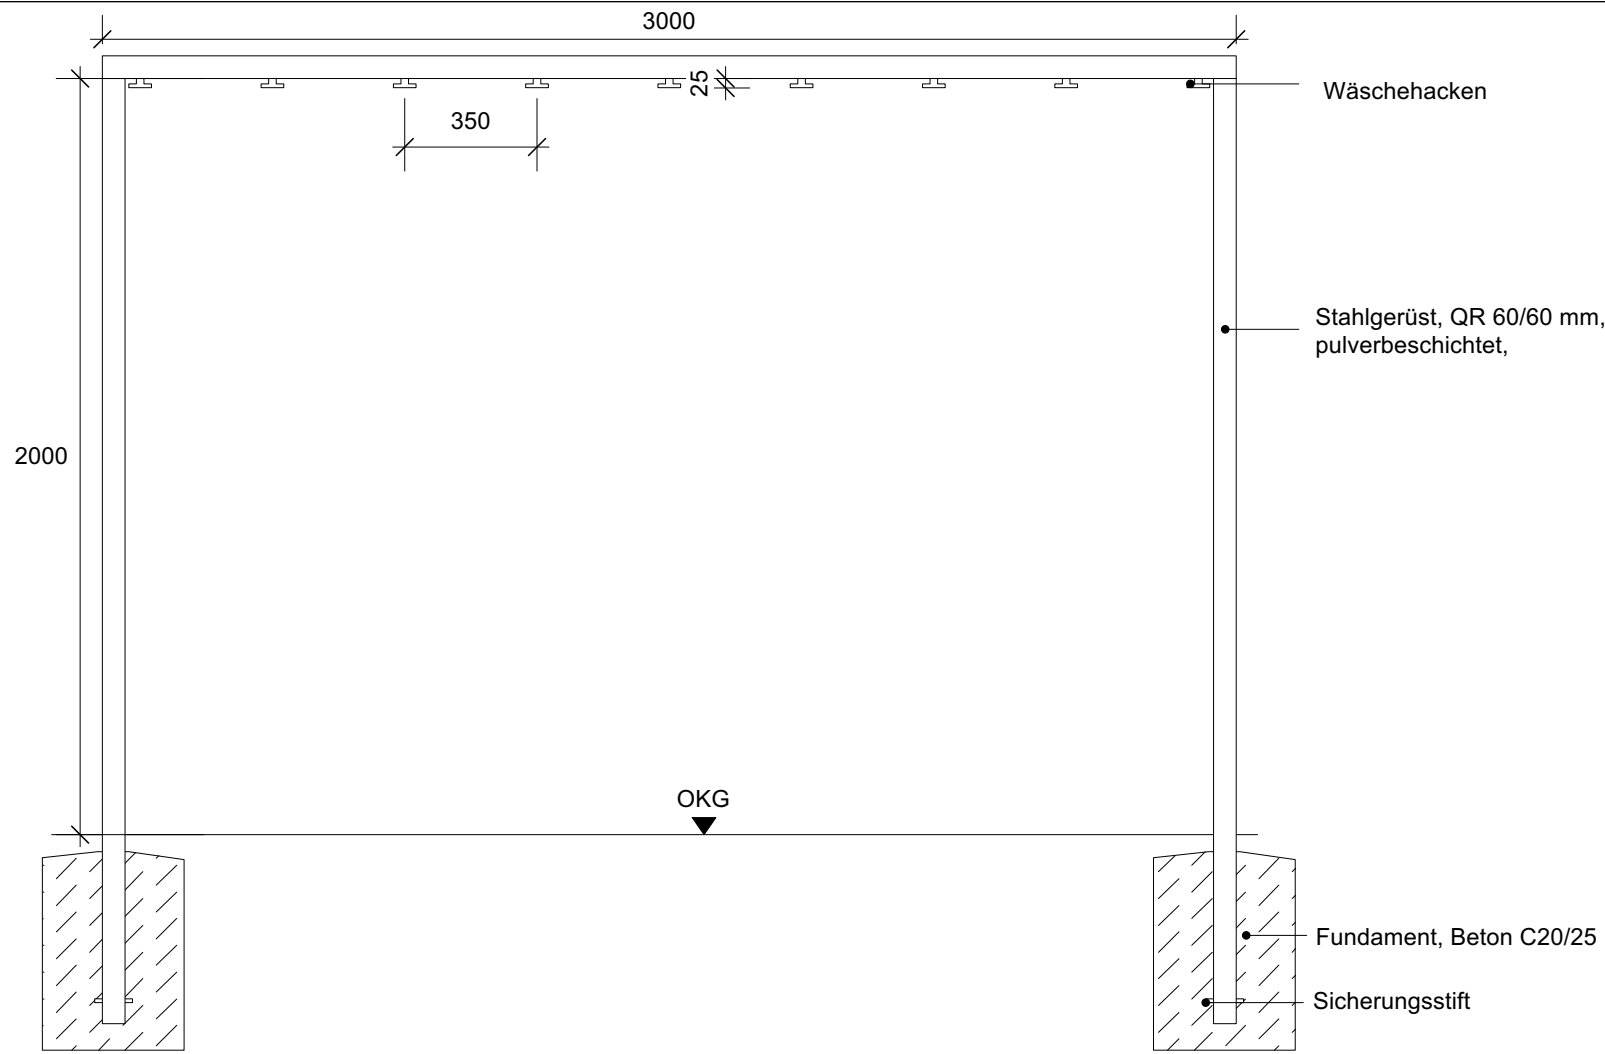 3000
25
Wäschehacken
350
Stahlgerüst, QR 60/60 mm,
pulverbeschichtet,
2000
OKG
Fundament, Beton C20/25
Sicherungsstift